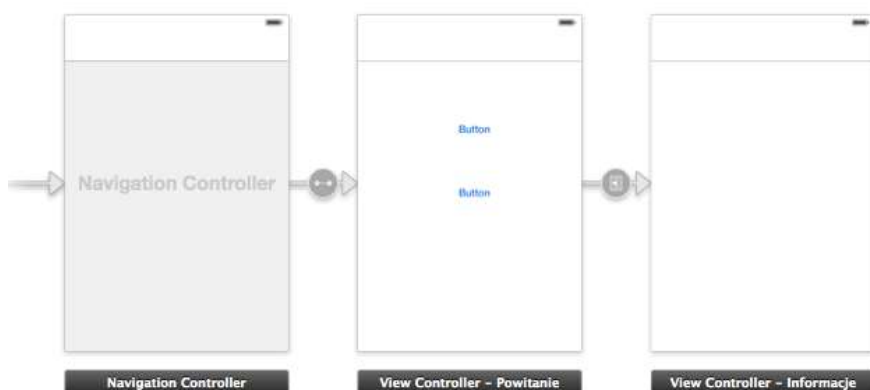 Navigation Controller
Button
Button
Navigation Controller
View Controller – Powitanie
View Controller – Informacje